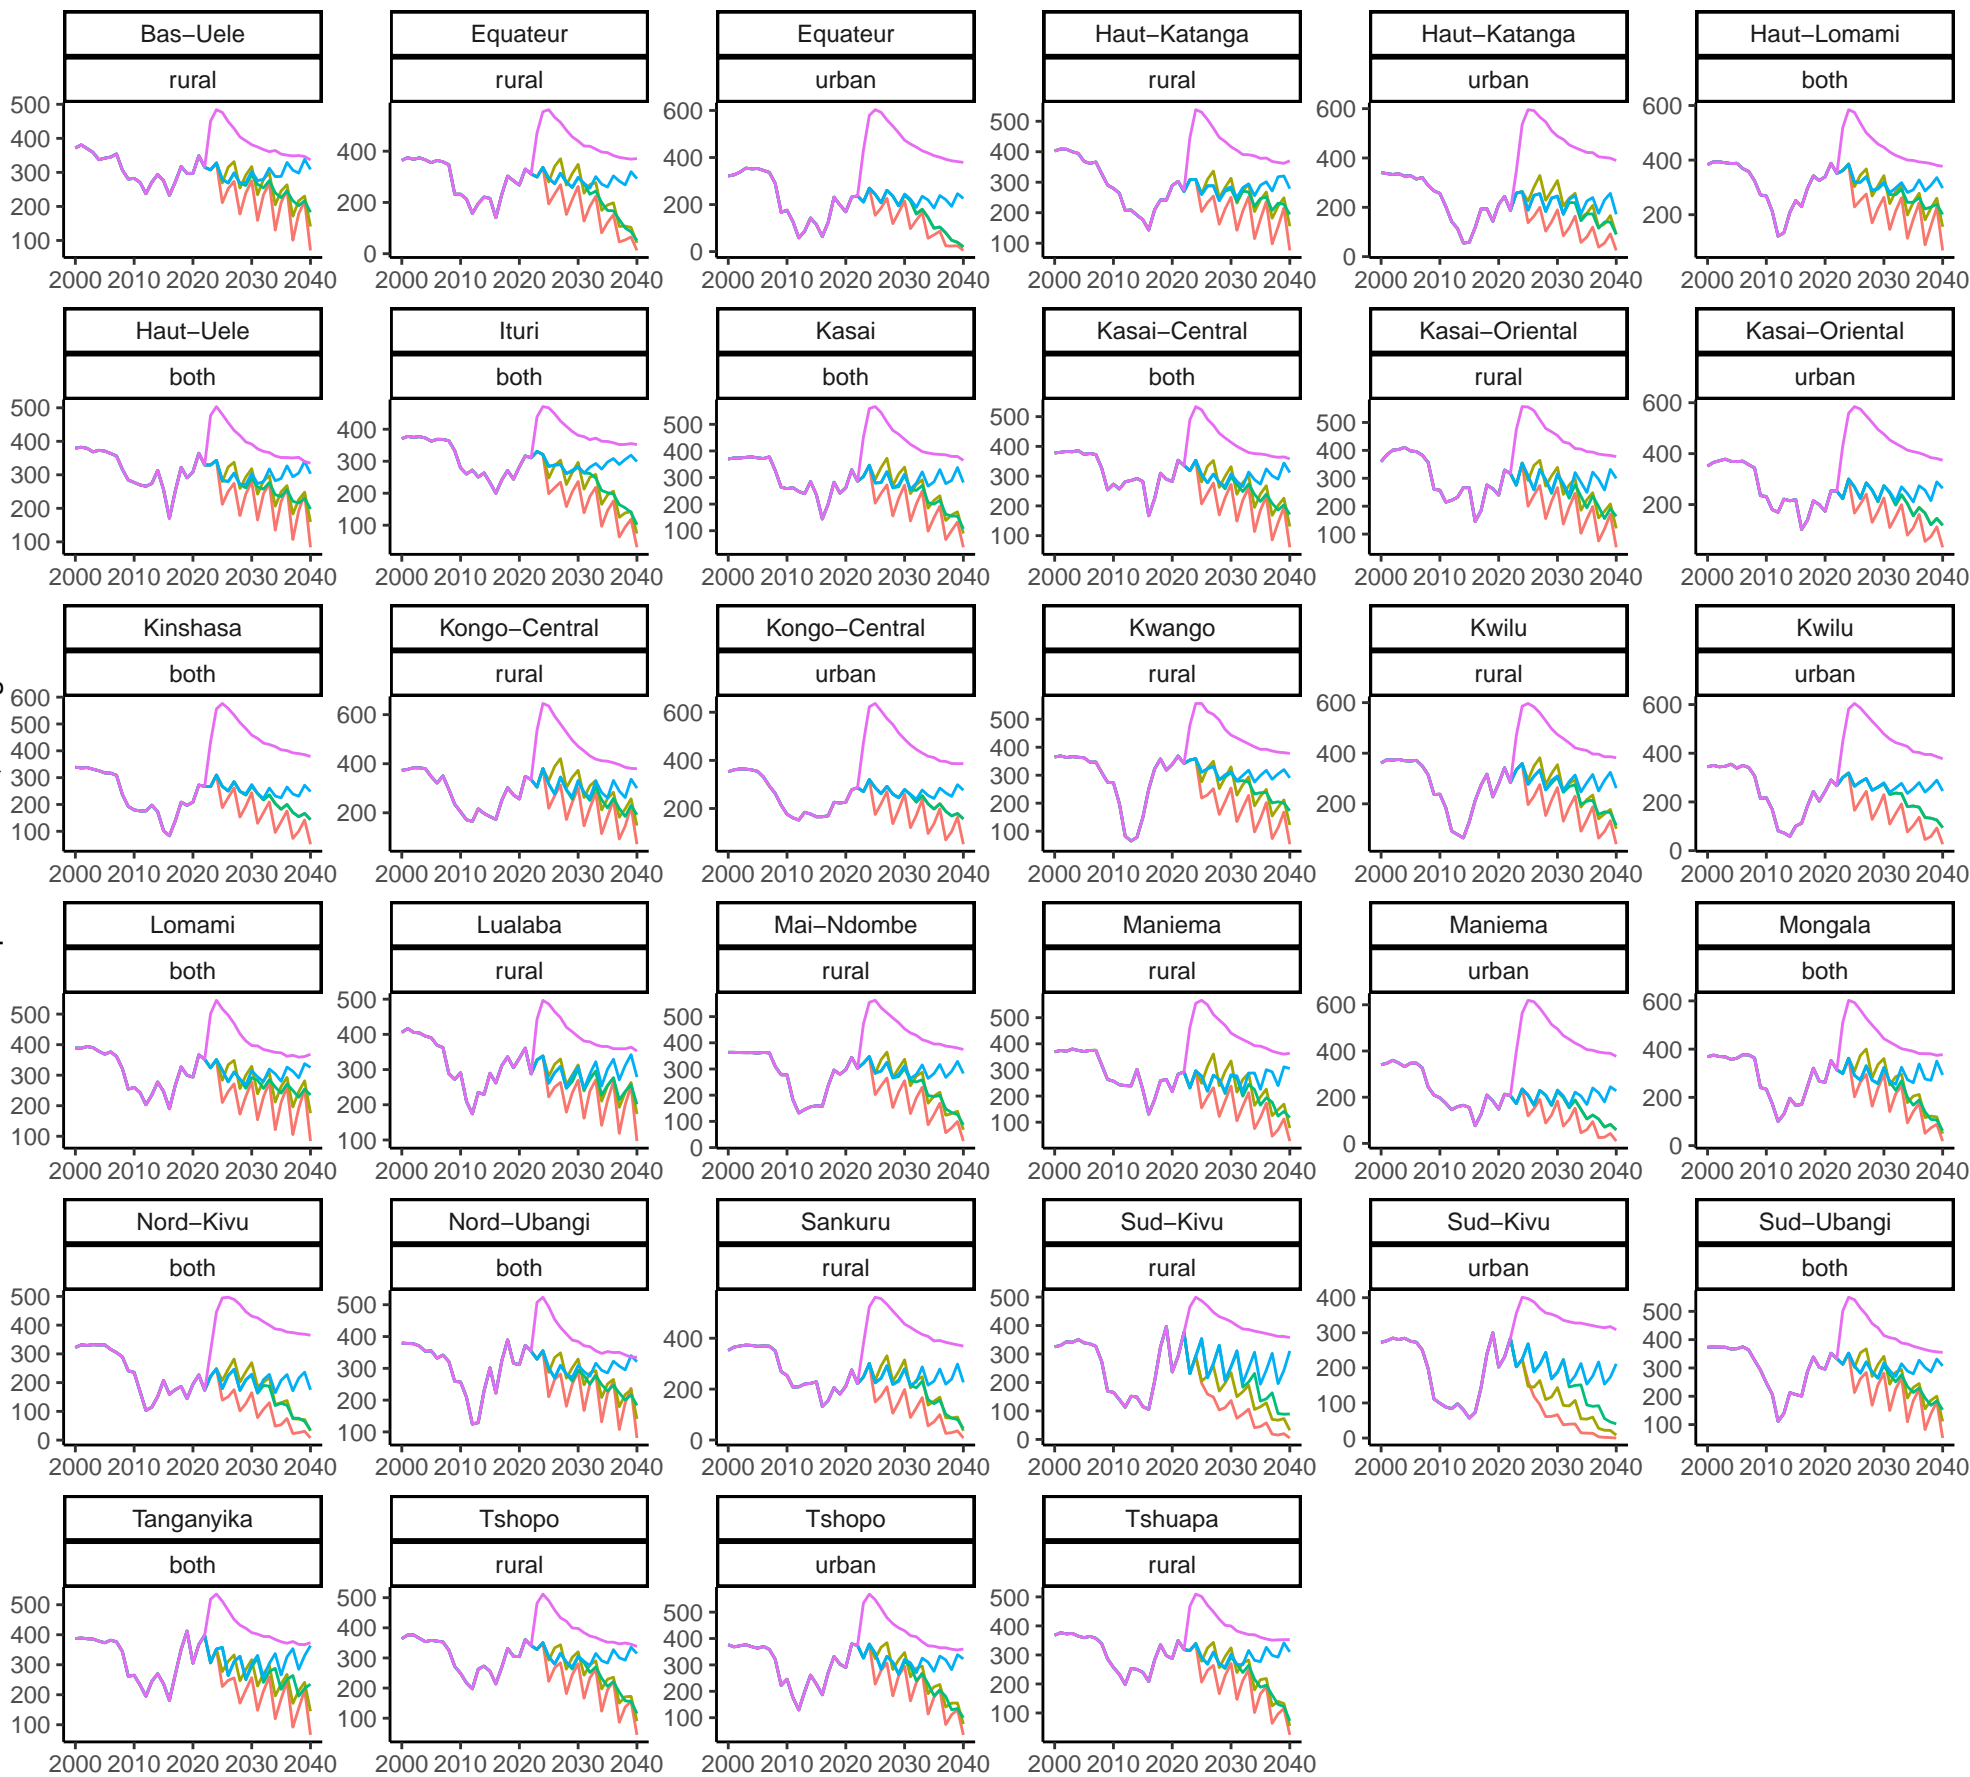 Bas−Uele
rural
500
400
300
200
100
2000 2010 2020 2030 2040
Equateur
rural
400
200
0
2000 2010 2020 2030 2040
Equateur
urban
600
400
200
0
2000 2010 2020 2030 2040
Haut−Katanga
rural
500
400
300
200
100
2000 2010 2020 2030 2040
Haut−Katanga
urban
600
400
200
0
2000 2010 2020 2030 2040
Haut−Lomami
both
600
400
200
2000 2010 2020 2030 2040
Haut−Uele
both
500
400
300
200
100
2000 2010 2020 2030 2040
Ituri
both
400
300
200
100
2000 2010 2020 2030 2040
Kasai
both
500
400
300
200
100
2000 2010 2020 2030 2040
Kasai−Central
both
500
400
300
200
100
2000 2010 2020 2030 2040
Kasai−Oriental
rural
500
400
300
200
100
2000 2010 2020 2030 2040
Kasai−Oriental
urban
600
400
200
2000 2010 2020 2030 2040
Kinshasa
both
600
500
400
300
200
100
2000 2010 2020 2030 2040
Kongo−Central
rural
600
400
200
2000 2010 2020 2030 2040
Kongo−Central
urban
600
400
200
2000 2010 2020 2030 2040
Kwango
rural
500
400
300
200
100
2000 2010 2020 2030 2040
Kwilu
rural
600
400
200
2000 2010 2020 2030 2040
Kwilu
urban
600
400
200
0
2000 2010 2020 2030 2040
Lomami
both
500
400
300
200
100
2000 2010 2020 2030 2040
Lualaba
rural
500
400
300
200
100
2000 2010 2020 2030 2040
Mai−Ndombe
rural
500
400
300
200
100
0
2000 2010 2020 2030 2040
Maniema
rural
500
400
300
200
100
2000 2010 2020 2030 2040
Maniema
urban
600
400
200
0
2000 2010 2020 2030 2040
Mongala
both
600
400
200
0
2000 2010 2020 2030 2040
Nord−Kivu
both
500
400
300
200
100
0
2000 2010 2020 2030 2040
Nord−Ubangi
both
500
400
300
200
100
2000 2010 2020 2030 2040
Sankuru
rural
400
200
0
2000 2010 2020 2030 2040
Sud−Kivu
rural
500
400
300
200
100
0
2000 2010 2020 2030 2040
Sud−Kivu
urban
400
300
200
100
0
2000 2010 2020 2030 2040
Sud−Ubangi
both
500
400
300
200
100
2000 2010 2020 2030 2040
Tanganyika
both
500
400
300
200
100
2000 2010 2020 2030 2040
Tshopo
rural
500
400
300
200
100
2000 2010 2020 2030 2040
Tshopo
urban
500
400
300
200
100
2000 2010 2020 2030 2040
Tshuapa
rural
500
400
300
200
100
2000 2010 2020 2030 2040